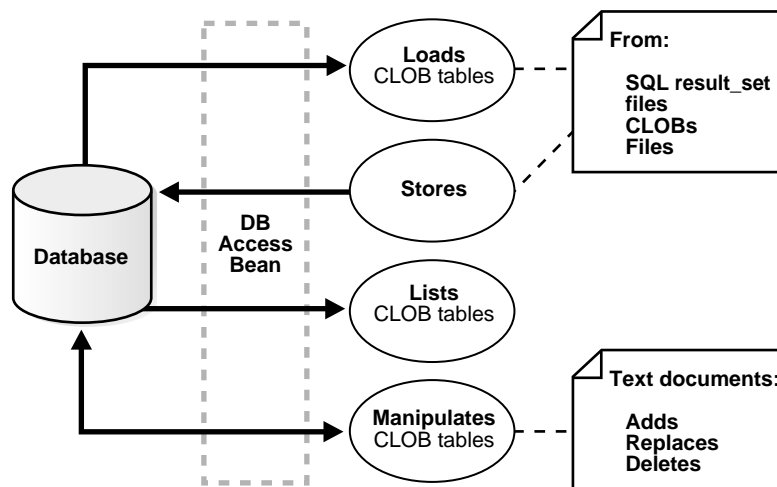 Loads
CLOB tables
From:
SQL result_set
files
CLOBs
Files
Stores
DB
Access
Bean
Database
Lists
CLOB tables
Manipulates
CLOB tables
Text documents:
Adds
Replaces
Deletes